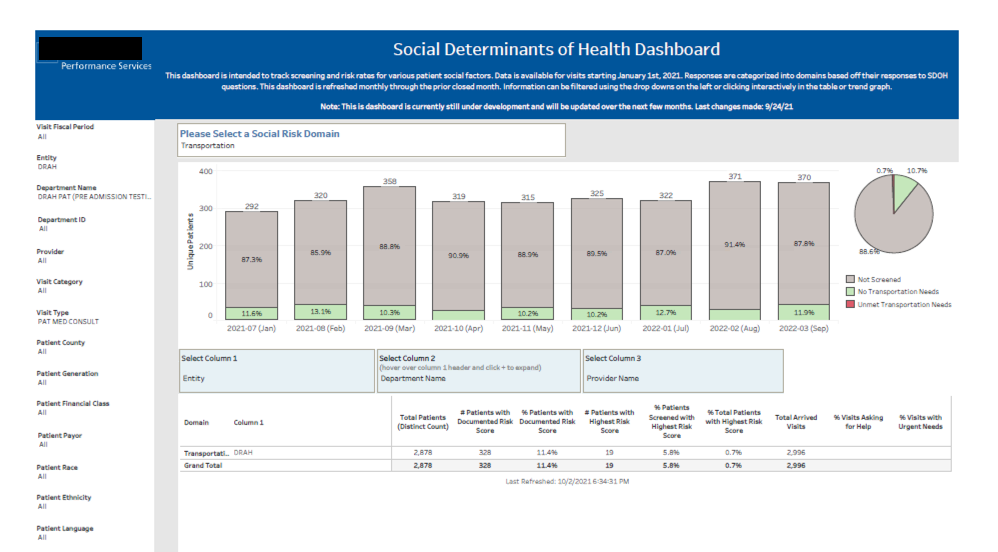 Social Determinants of Health Dashboard
Performance Services
This dashboard is intended to track screening and risk rates for various patient social factors. Data is available for visits starting January 1st, 2021. Responses are categorized into domains based off their responses to SDOH
questions. This dashboard is refreshed monthly through the prior closed month. Information can be filtered using the drop downs on the left or clicking interactively in the table or trend graph.
Note: This is dashboard is currently still under development and will be updated over the next few months. Last changes made: 9/24/21
Visit Fiscal Period
All
Entity
DRAH
Department Name
DRAH PAT (PRE ADMISSION TESTI...
Department ID
All
Provider
All
Visit Category
All
Visit Type
PAT MED CONSULT
Patient County
All
Patient Generation
All
Patient Financial Class
All
Patient Payor
All
Patient Race
All
Patient Ethnicity
All
Patient Language
All
Please Select a Social Risk Domain
Transportation
Unique Patients
400
300
200
100
0
292 320 358 319 315 325 322 371 370
87.3% 85.9% 88.8% 90.9% 88.9% 89.5% 87.0% 91.4% 87.8%
11.6% 13.1% 10.3% 10.2% 10.2% 12.7% 11.9%
2021-07 (Jan) 2021-08 (Feb) 2021-09 (Mar) 2021-10 (Apr) 2021-11 (May) 2021-12 (Jun) 2022-01 (Jul) 2022-02 (Aug) 2022-03 (Sep)
0.7% 10.7%
88.6%
Not Screened
No Transportation Needs
Unmet Transportation Needs
Select Column 1
Entity
Select Column 2
(hover over column 1 header and click + to expand)
Department Name
Select Column 3
Provider Name
Domain Column 1 Total Patients (Distinct Count) # Patients with Documented Risk Score % Patients with Documented Risk Score # Patients with Highest Risk Score % Patients Screened with Highest Risk Score % Total Patients with Highest Risk Score Total Arrived Visits % Visits Asking for Help % Visits with Urgent Needs
Transportati.. DRAH 2,878 328 11.4% 19 5.8% 0.7% 2,996
Grand Total 2,878 328 11.4% 19 5.8% 0.7% 2,996
Last Refreshed: 10/2/2021 6:34:31 PM